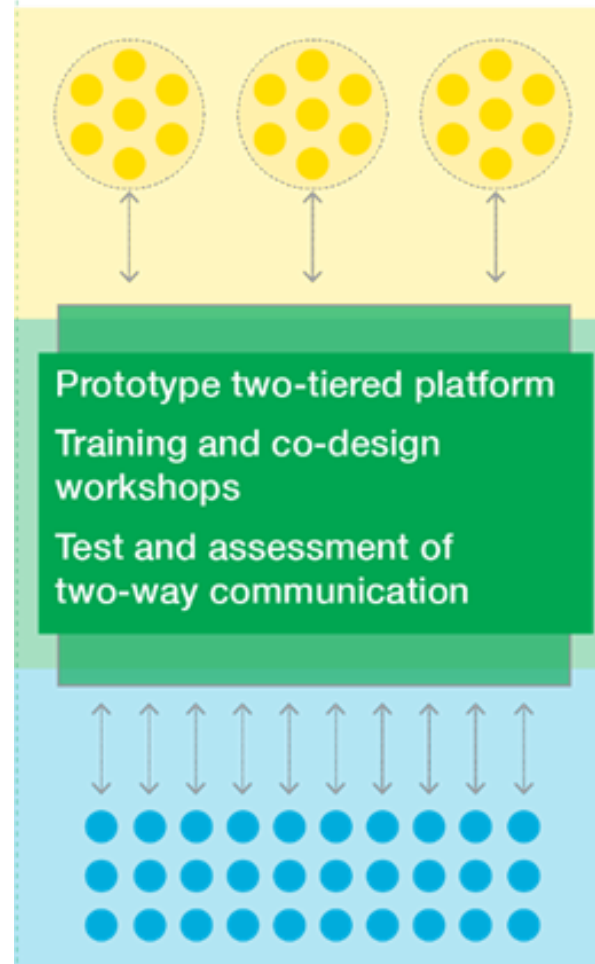 Prototype two-tiered platform
Training and co-design
workshops
Test and assessment of
two-way communication